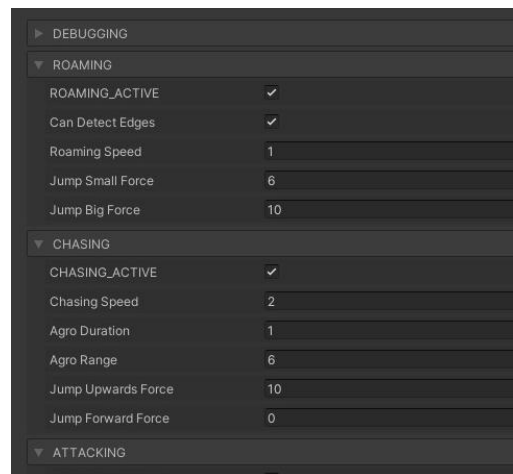 DEBUGGING
ROAMING
ROAMING_ACTIVE
Can Detect Edges
Roaming Speed 1
Jump Small Force 6
Jump Big Force 10
CHASING
CHASING_ACTIVE
Chasing Speed 2
Agro Duration 1
Agro Range 6
Jump Upwards Force 10
Jump Forward Force 0
ATTACKING